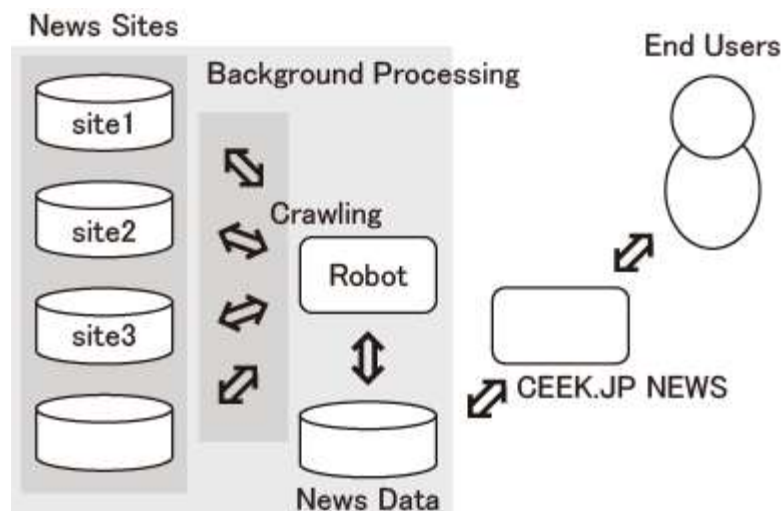 News Sites
End Users
Background Processing
site1
site2
Crawling
Robot
site3
CEEK.JP NEWS
News Data